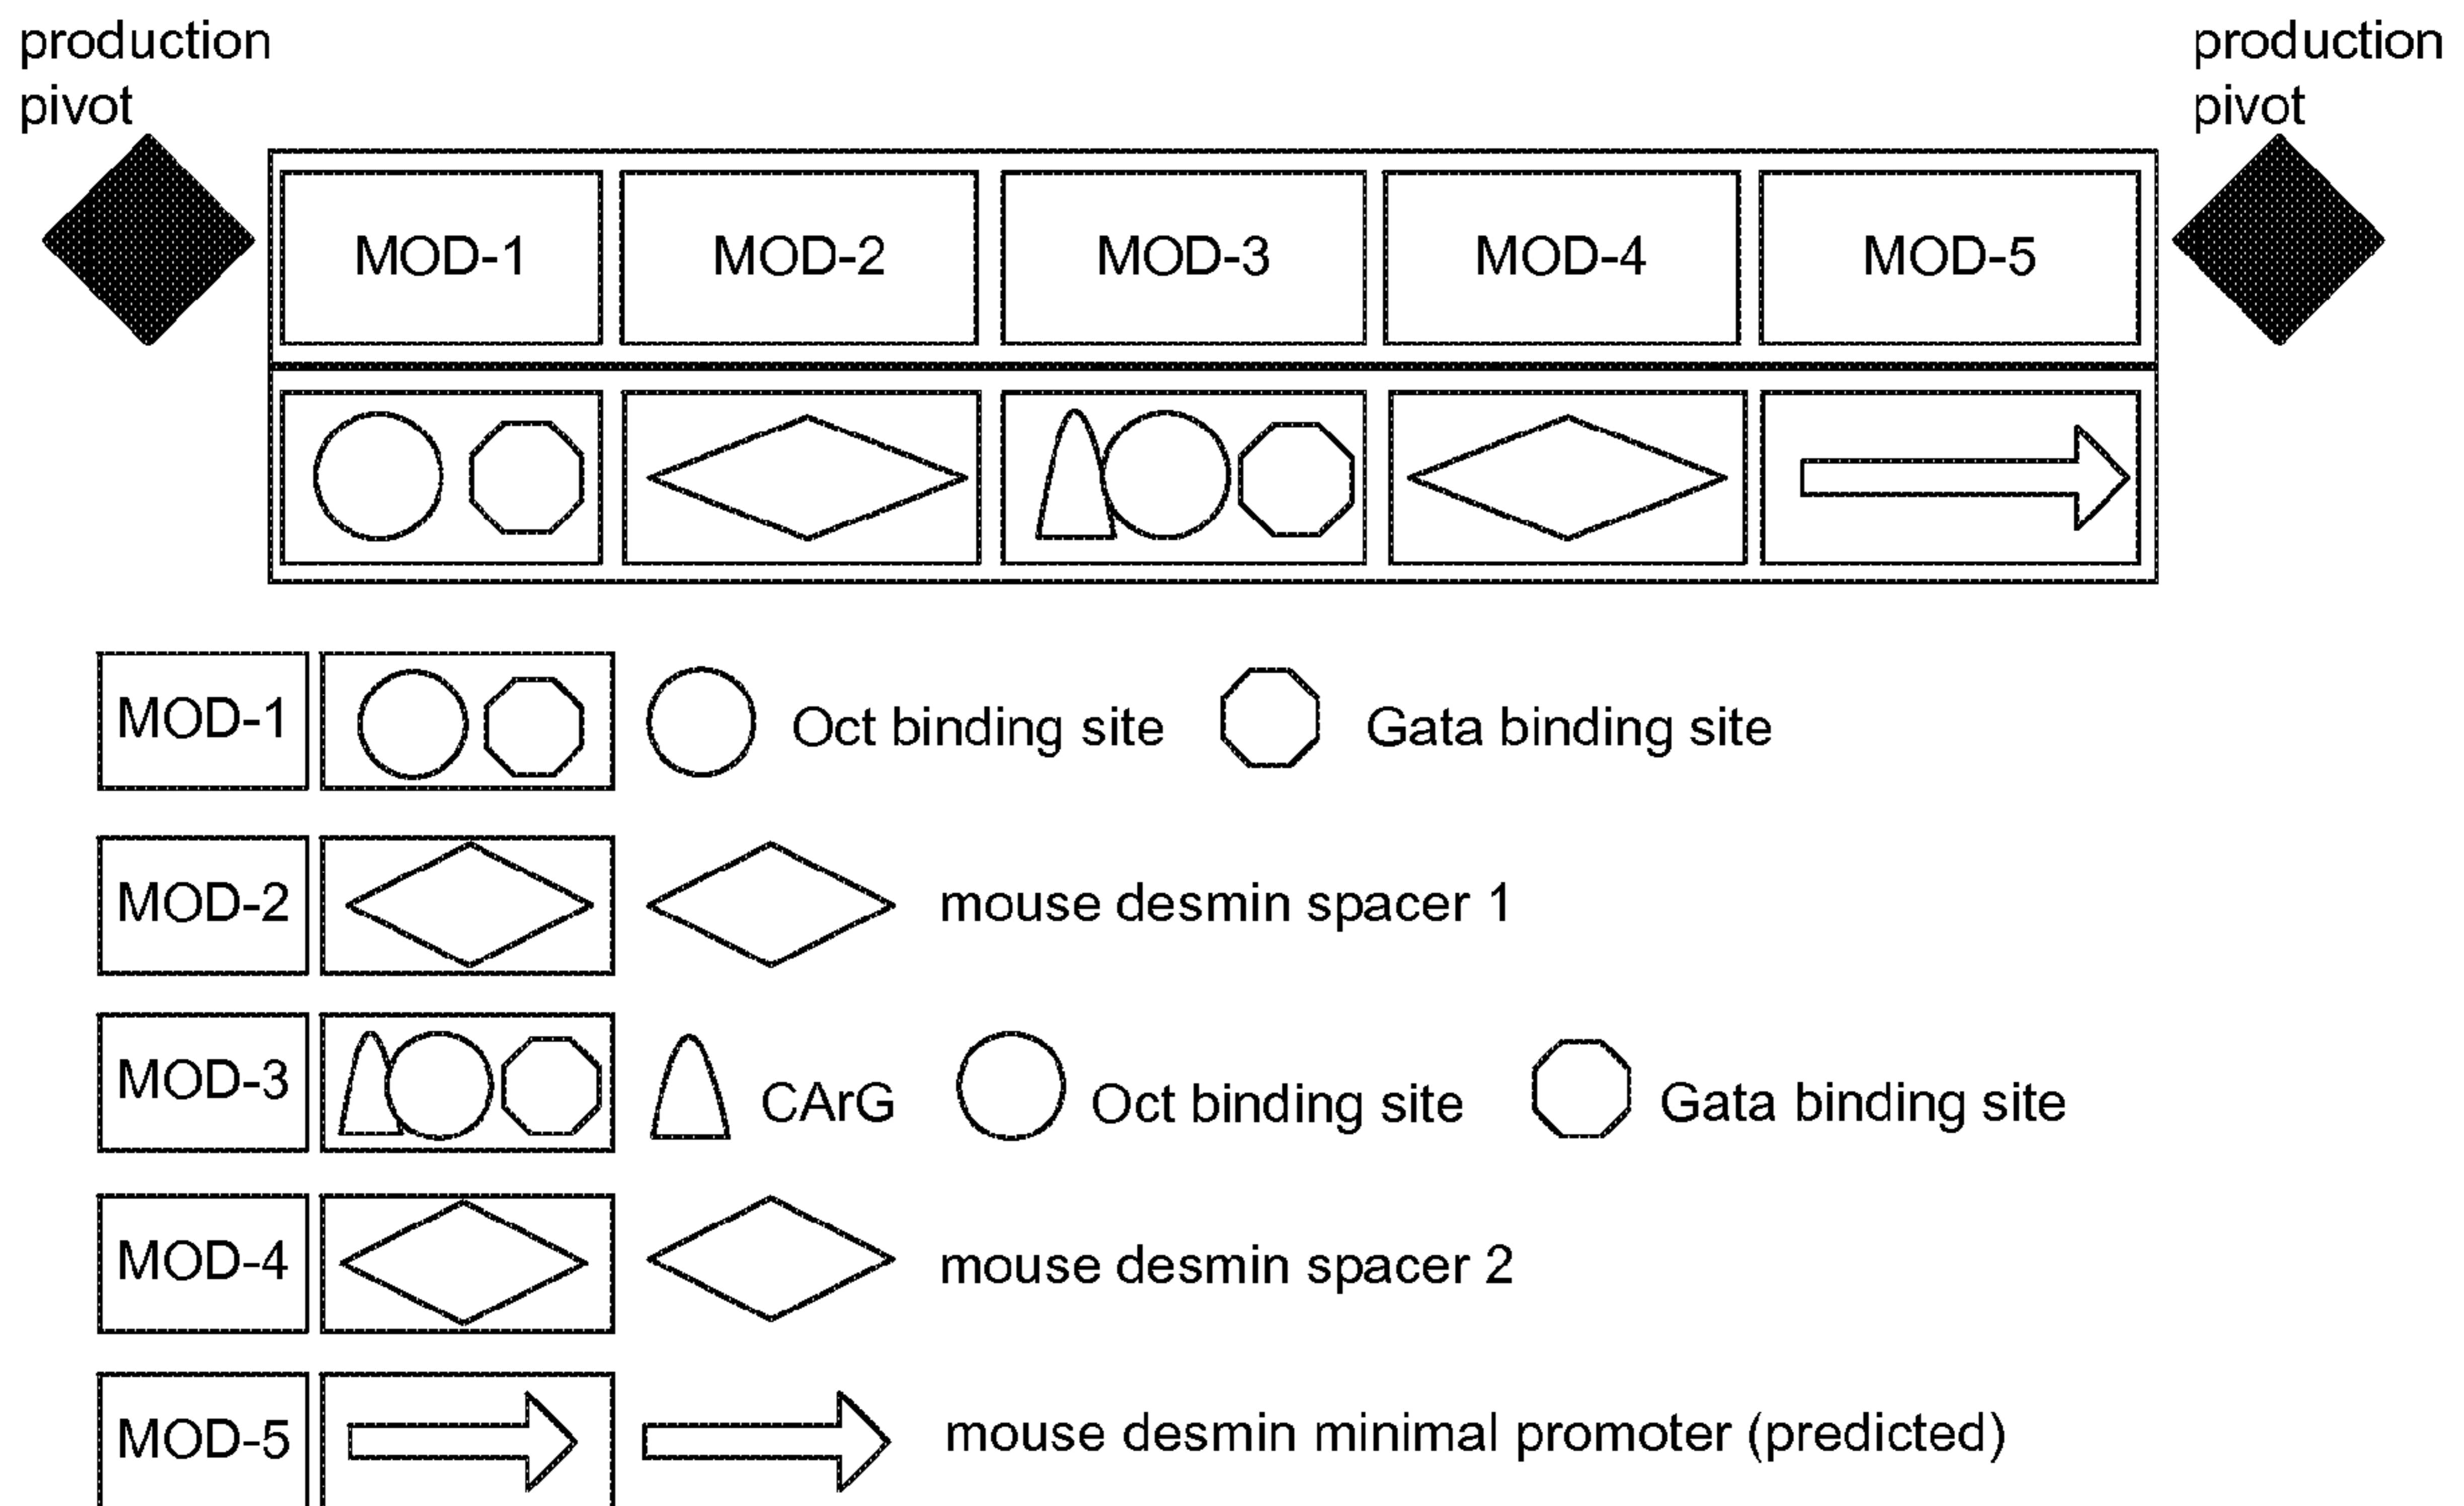 production
pivot
production
pivot
MOD-1 MOD-2 MOD-3 MOD-4 MOD-5
MOD-1 Oct binding site Gata binding site
MOD-2 mouse desmin spacer 1
MOD-3 CArG Oct binding site Gata binding site
MOD-4 mouse desmin spacer 2
MOD-5 mouse desmin minimal promoter (predicted)